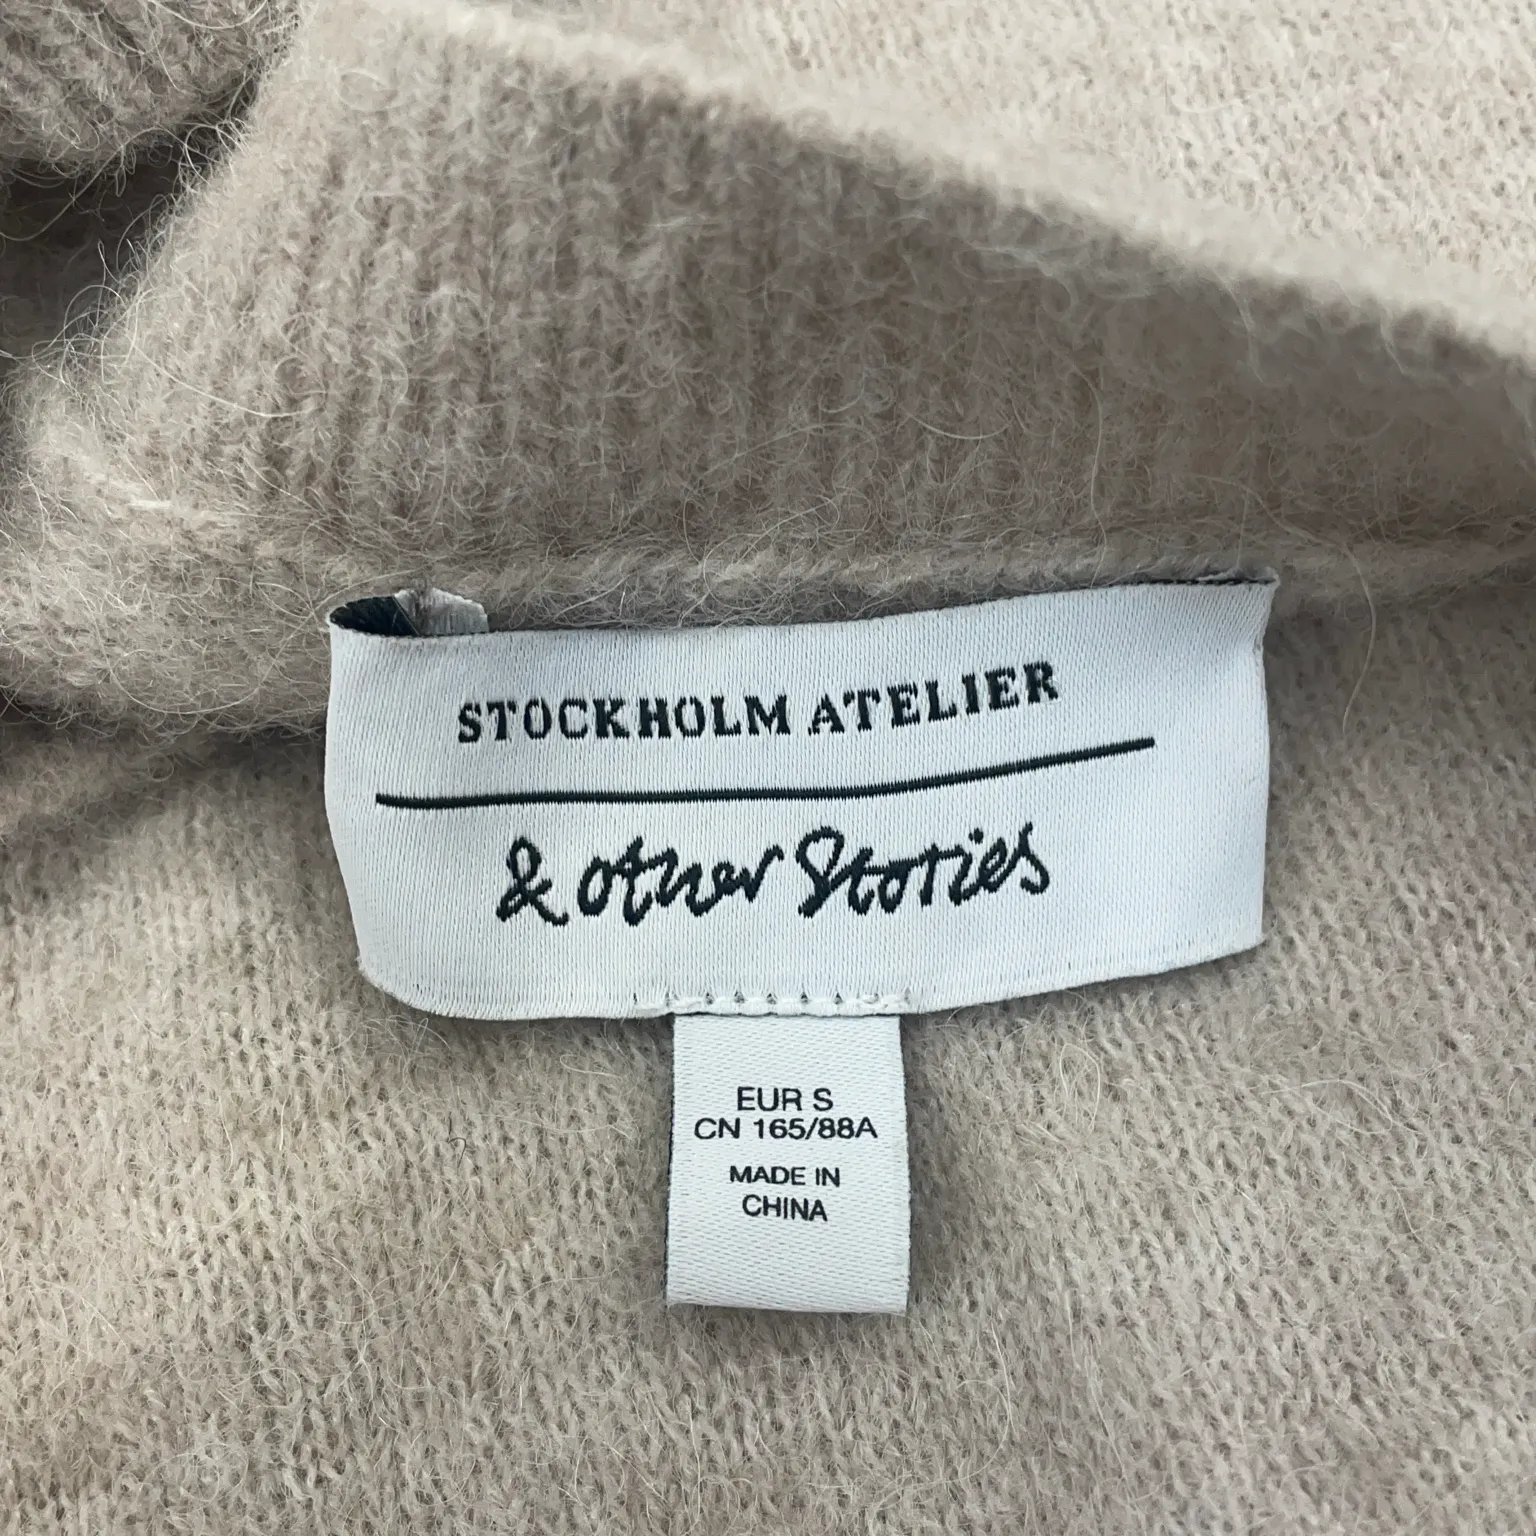 STOCKHOLM ATELIER
& other Stories
EUR S
CN 165/88A
MADE IN
CHINA